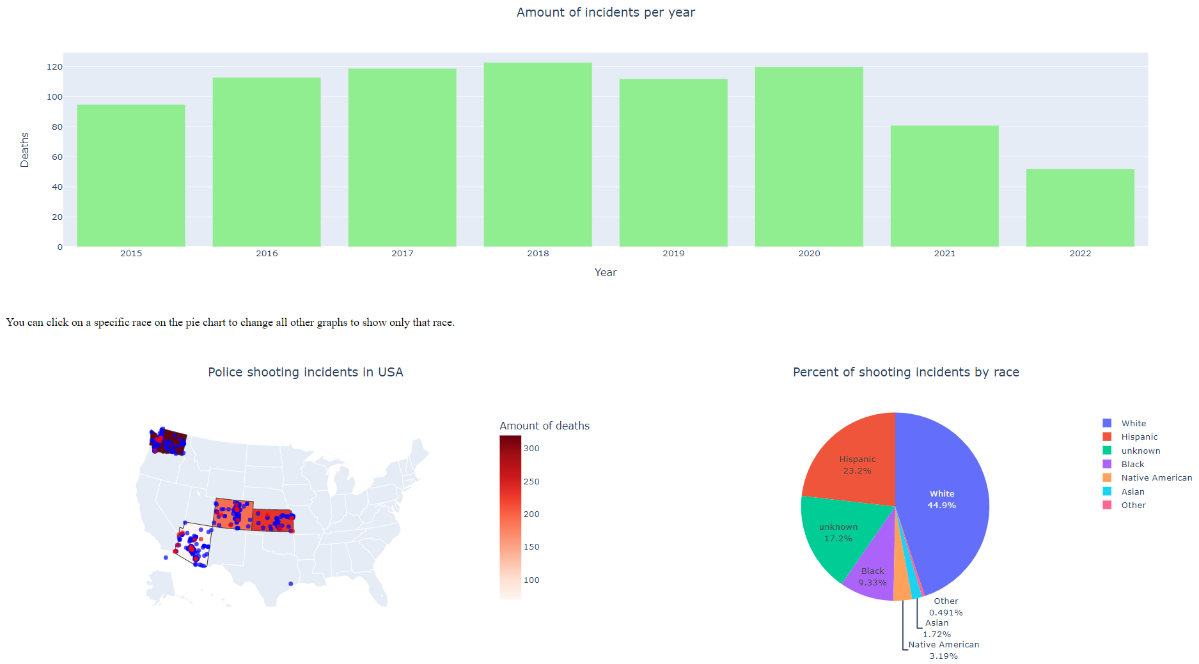 Amount of incidents per year
120
100
80
60
40
20
0
Deaths
2015 2016 2017 2018 2019 2020 2021 2022
Year
You can click on a specific race on the pie chart to change all other graphs to show only that race.
Police shooting incidents in USA
Amount of deaths
300
250
200
150
100
Percent of shooting incidents by race
White
44.9%
Hispanic
23.2%
unknown
17.2%
Black
9.33%
Other
0.491%
Asian
1.72%
Native American
3.19%
White
Hispanic
unknown
Black
Native American
Asian
Other